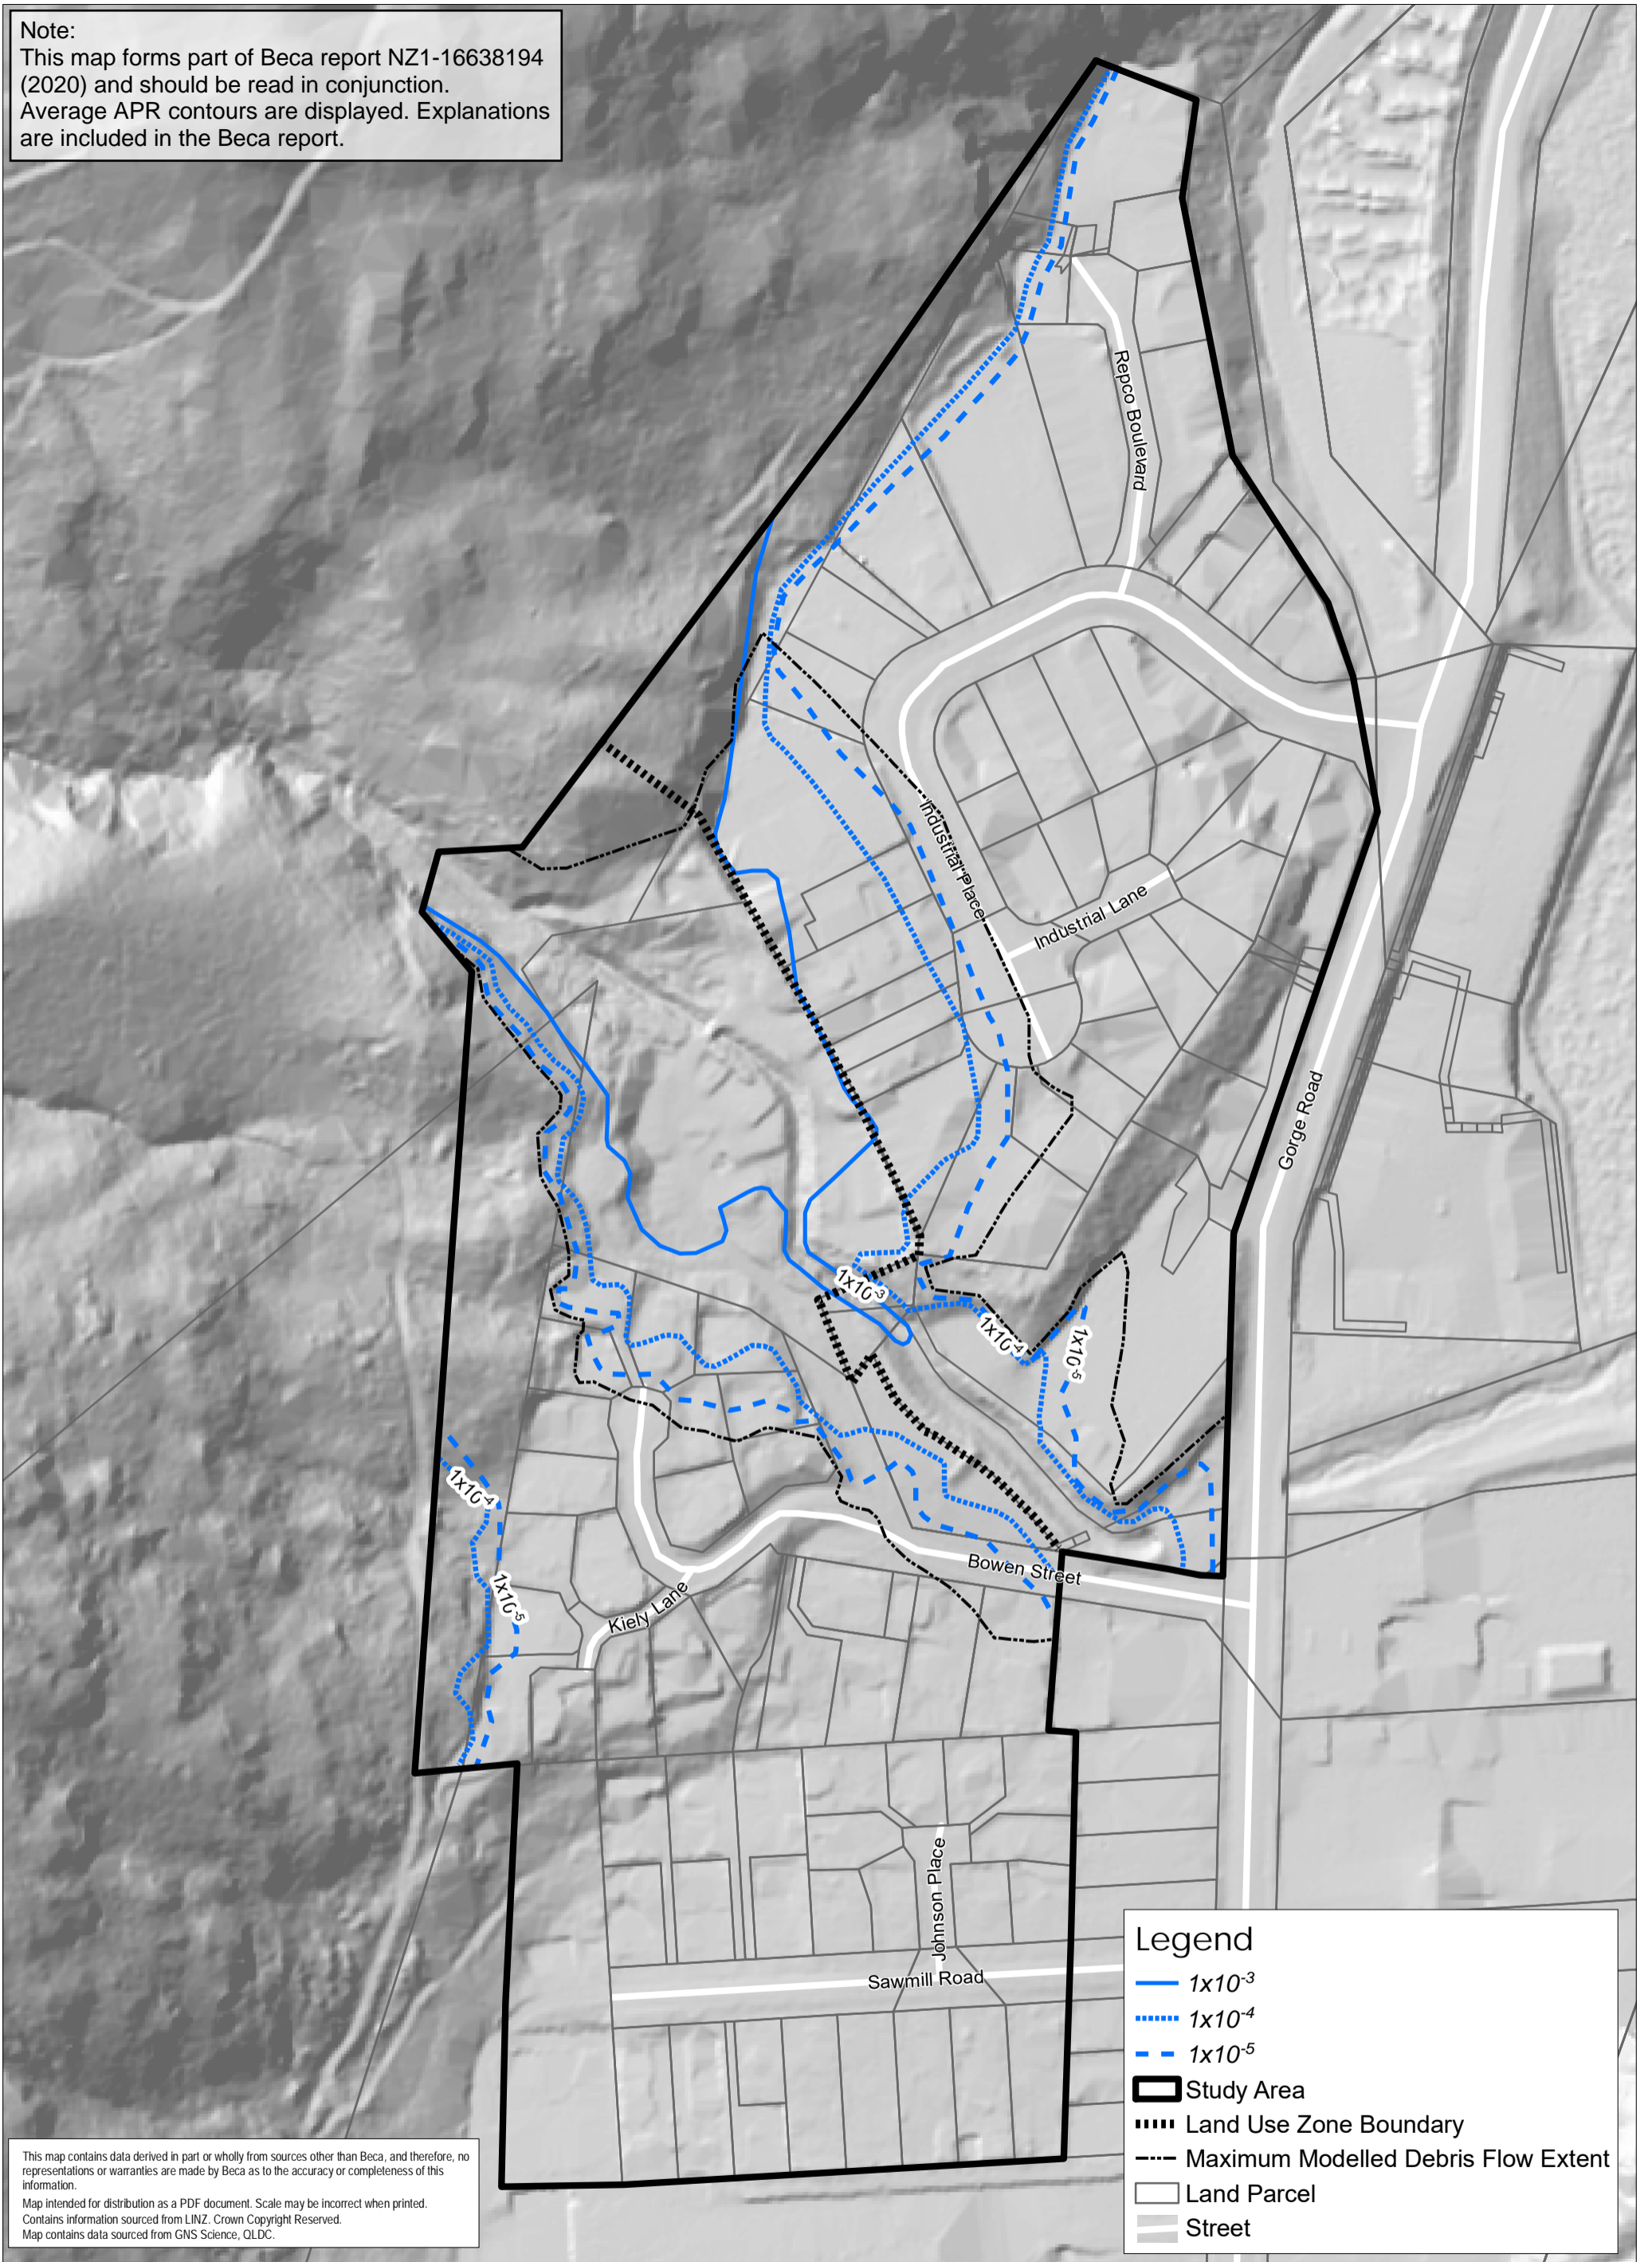 Note:
This map forms part of Beca report NZ1-16638194
(2020) and should be read in conjunction.
Average APR contours are displayed. Explanations
are included in the Beca report.
Repco Boulevard
Industrial Place
Industrial Lane
Gorge Road
1x10-3
1x10-4
1x10-5
1x10-4
1x10-5
Bowen Street
Kiely Lane
Johnson Place
Sawmill Road
Legend
1x10-3
1x10-4
1x10-5
Study Area
Land Use Zone Boundary
Maximum Modelled Debris Flow Extent
Land Parcel
Street
This map contains data derived in part or wholly from sources other than Beca, and therefore, no
representations or warranties are made by Beca as to the accuracy or completeness of this
information.
Map intended for distribution as a PDF document. Scale may be incorrect when printed.
Contains information sourced from LINZ. Crown Copyright Reserved.
Map contains data sourced from GNS Science, QLDC.